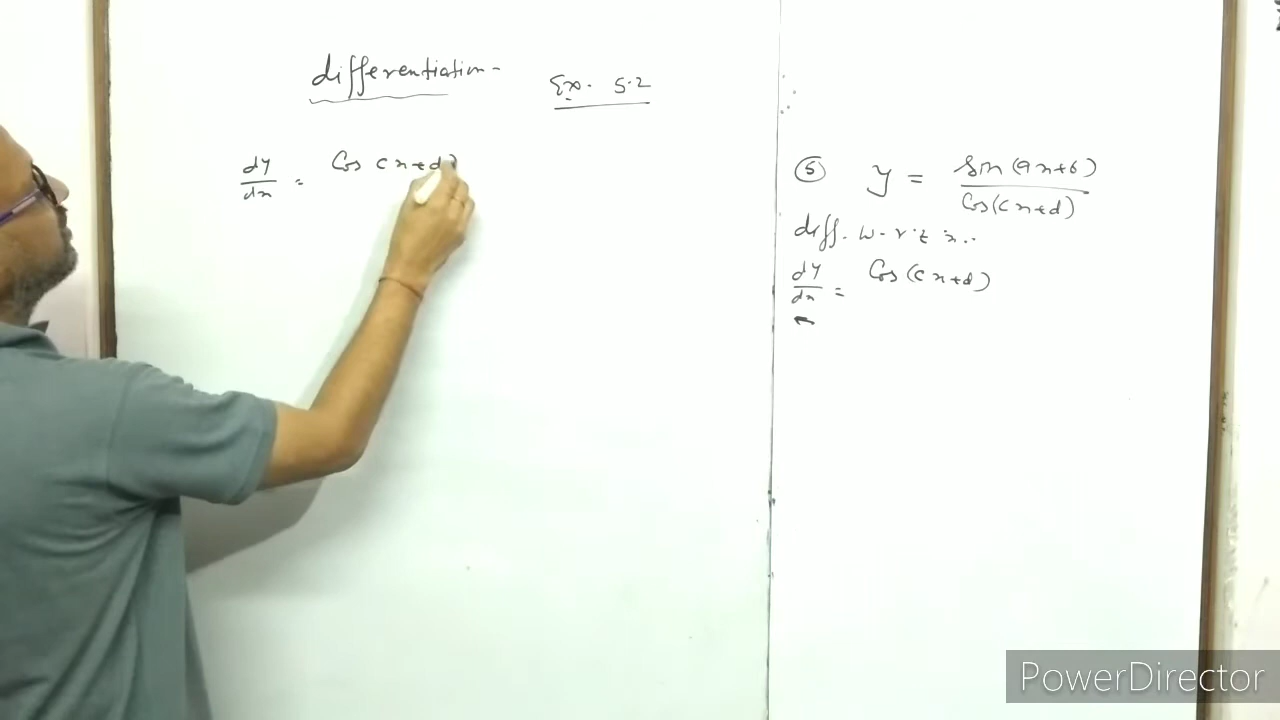 differentiation-
Ex. 5.2
dy/dx = Cos cx+d)
⑤ y = Sin(ax+b)/Cos(cx+d)
diff. w.r.t x..
dy/dx = Cos(cx+d)
PowerDirector